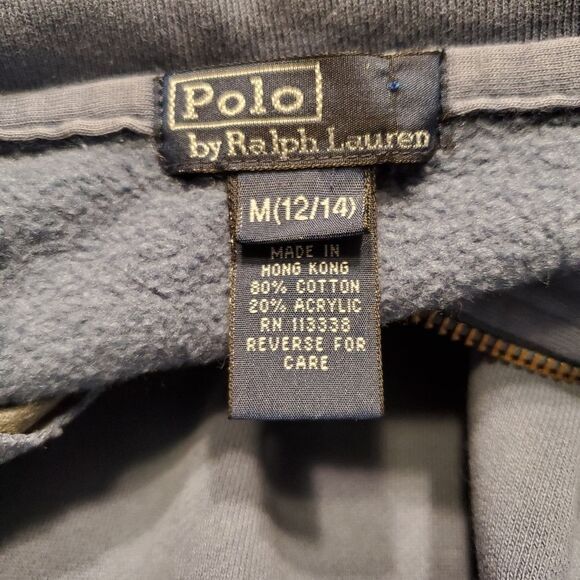 Polo
by Ralph Lauren
M(12/14)
MADE IN
HONG KONG
80% COTTON
20% ACRYLIC
RN 113338
REVERSE FOR
CARE